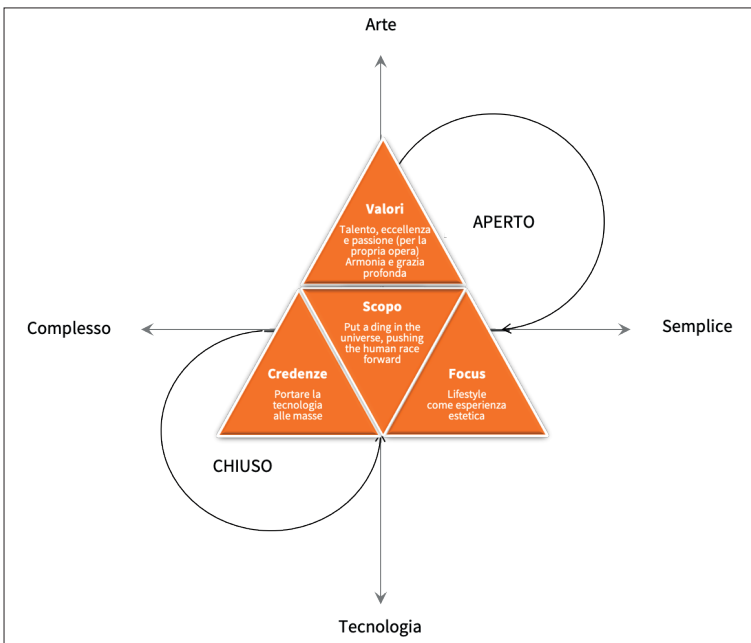 Arte
Valori
Talento, eccellenza
e passione (per la
propria opera)
Armonia e grazia
profonda
APERTO
Complesso
Semplice
Scopo
Put a ding in the
universe, pushing
the human race
forward
Credenze
Portare la
tecnologia
alle masse
Focus
Lifestyle
come esperienza
estetica
CHIUSO
Tecnologia